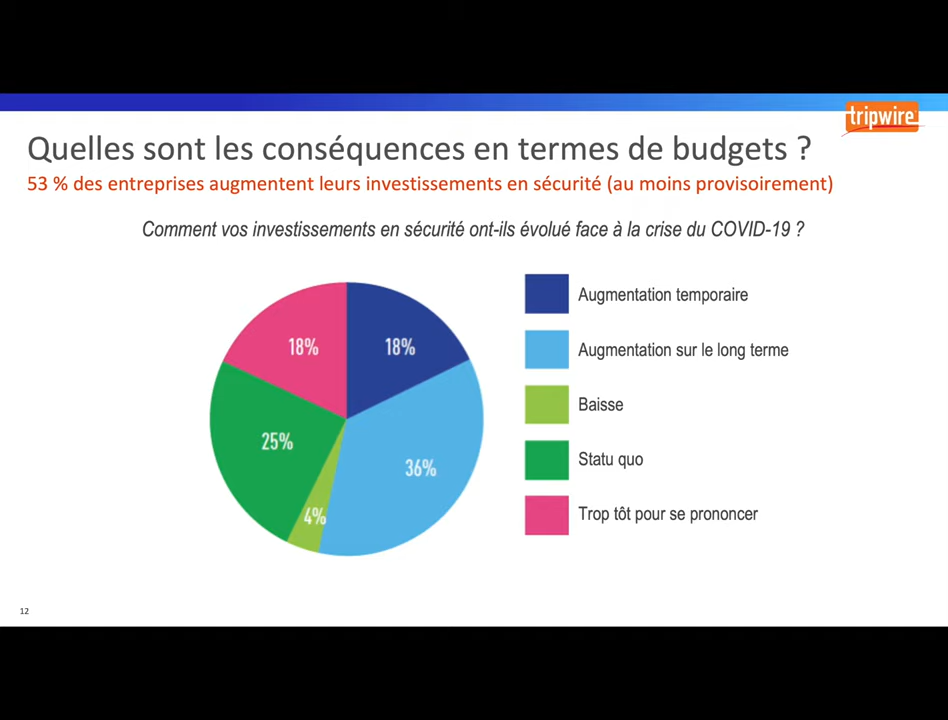 tripwire
Quelles sont les conséquences en termes de budgets ?
53 % des entreprises augmentent leurs investissements en sécurité (au moins provisoirement)
Comment vos investissements en sécurité ont-ils évolué face à la crise du COVID-19 ?
18%
18%
25%
36%
4%
Augmentation temporaire
Augmentation sur le long terme
Baisse
Statu quo
Trop tôt pour se prononcer
12